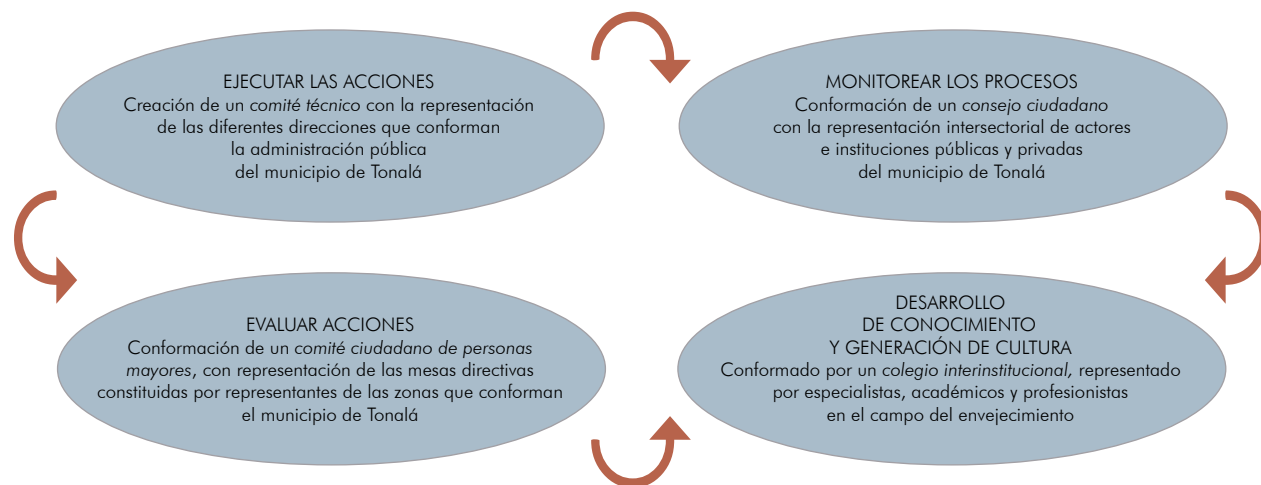 EJECUTAR LAS ACCIONES
Creación de un comité técnico con la representación
de las diferentes direcciones que conforman
la administración pública
del municipio de Tonalá
MONITOREAR LOS PROCESOS
Conformación de un consejo ciudadano
con la representación intersectorial de actores
e instituciones públicas y privadas
del municipio de Tonalá
EVALUAR ACCIONES
Conformación de un comité ciudadano de personas
mayores, con representación de las mesas directivas
constituidas por representantes de las zonas que conforman
el municipio de Tonalá
DESARROLLO
DE CONOCIMIENTO
Y GENERACIÓN DE CULTURA
Conformado por un colegio interinstitucional, representado
por especialistas, académicos y profesionistas
en el campo del envejecimiento